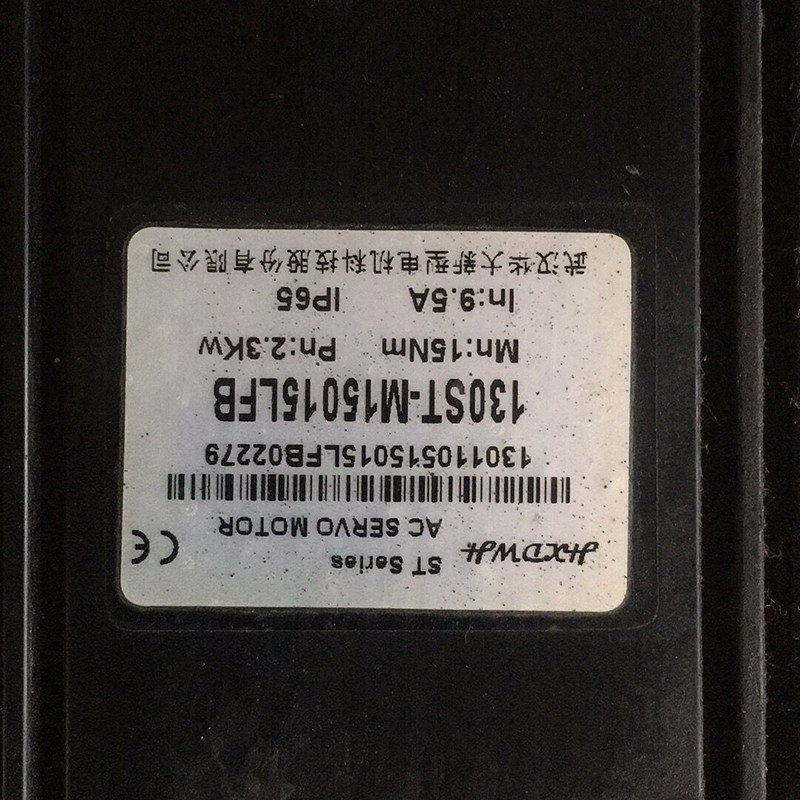 ST Series
AC SERVO MOTOR
CE
130110515015LFB02279
130ST-M15015LFB
Mn:15Nm Pn:2.3Kw
In:9.5A IP65
武汉华大新型电机科技股份有限公司